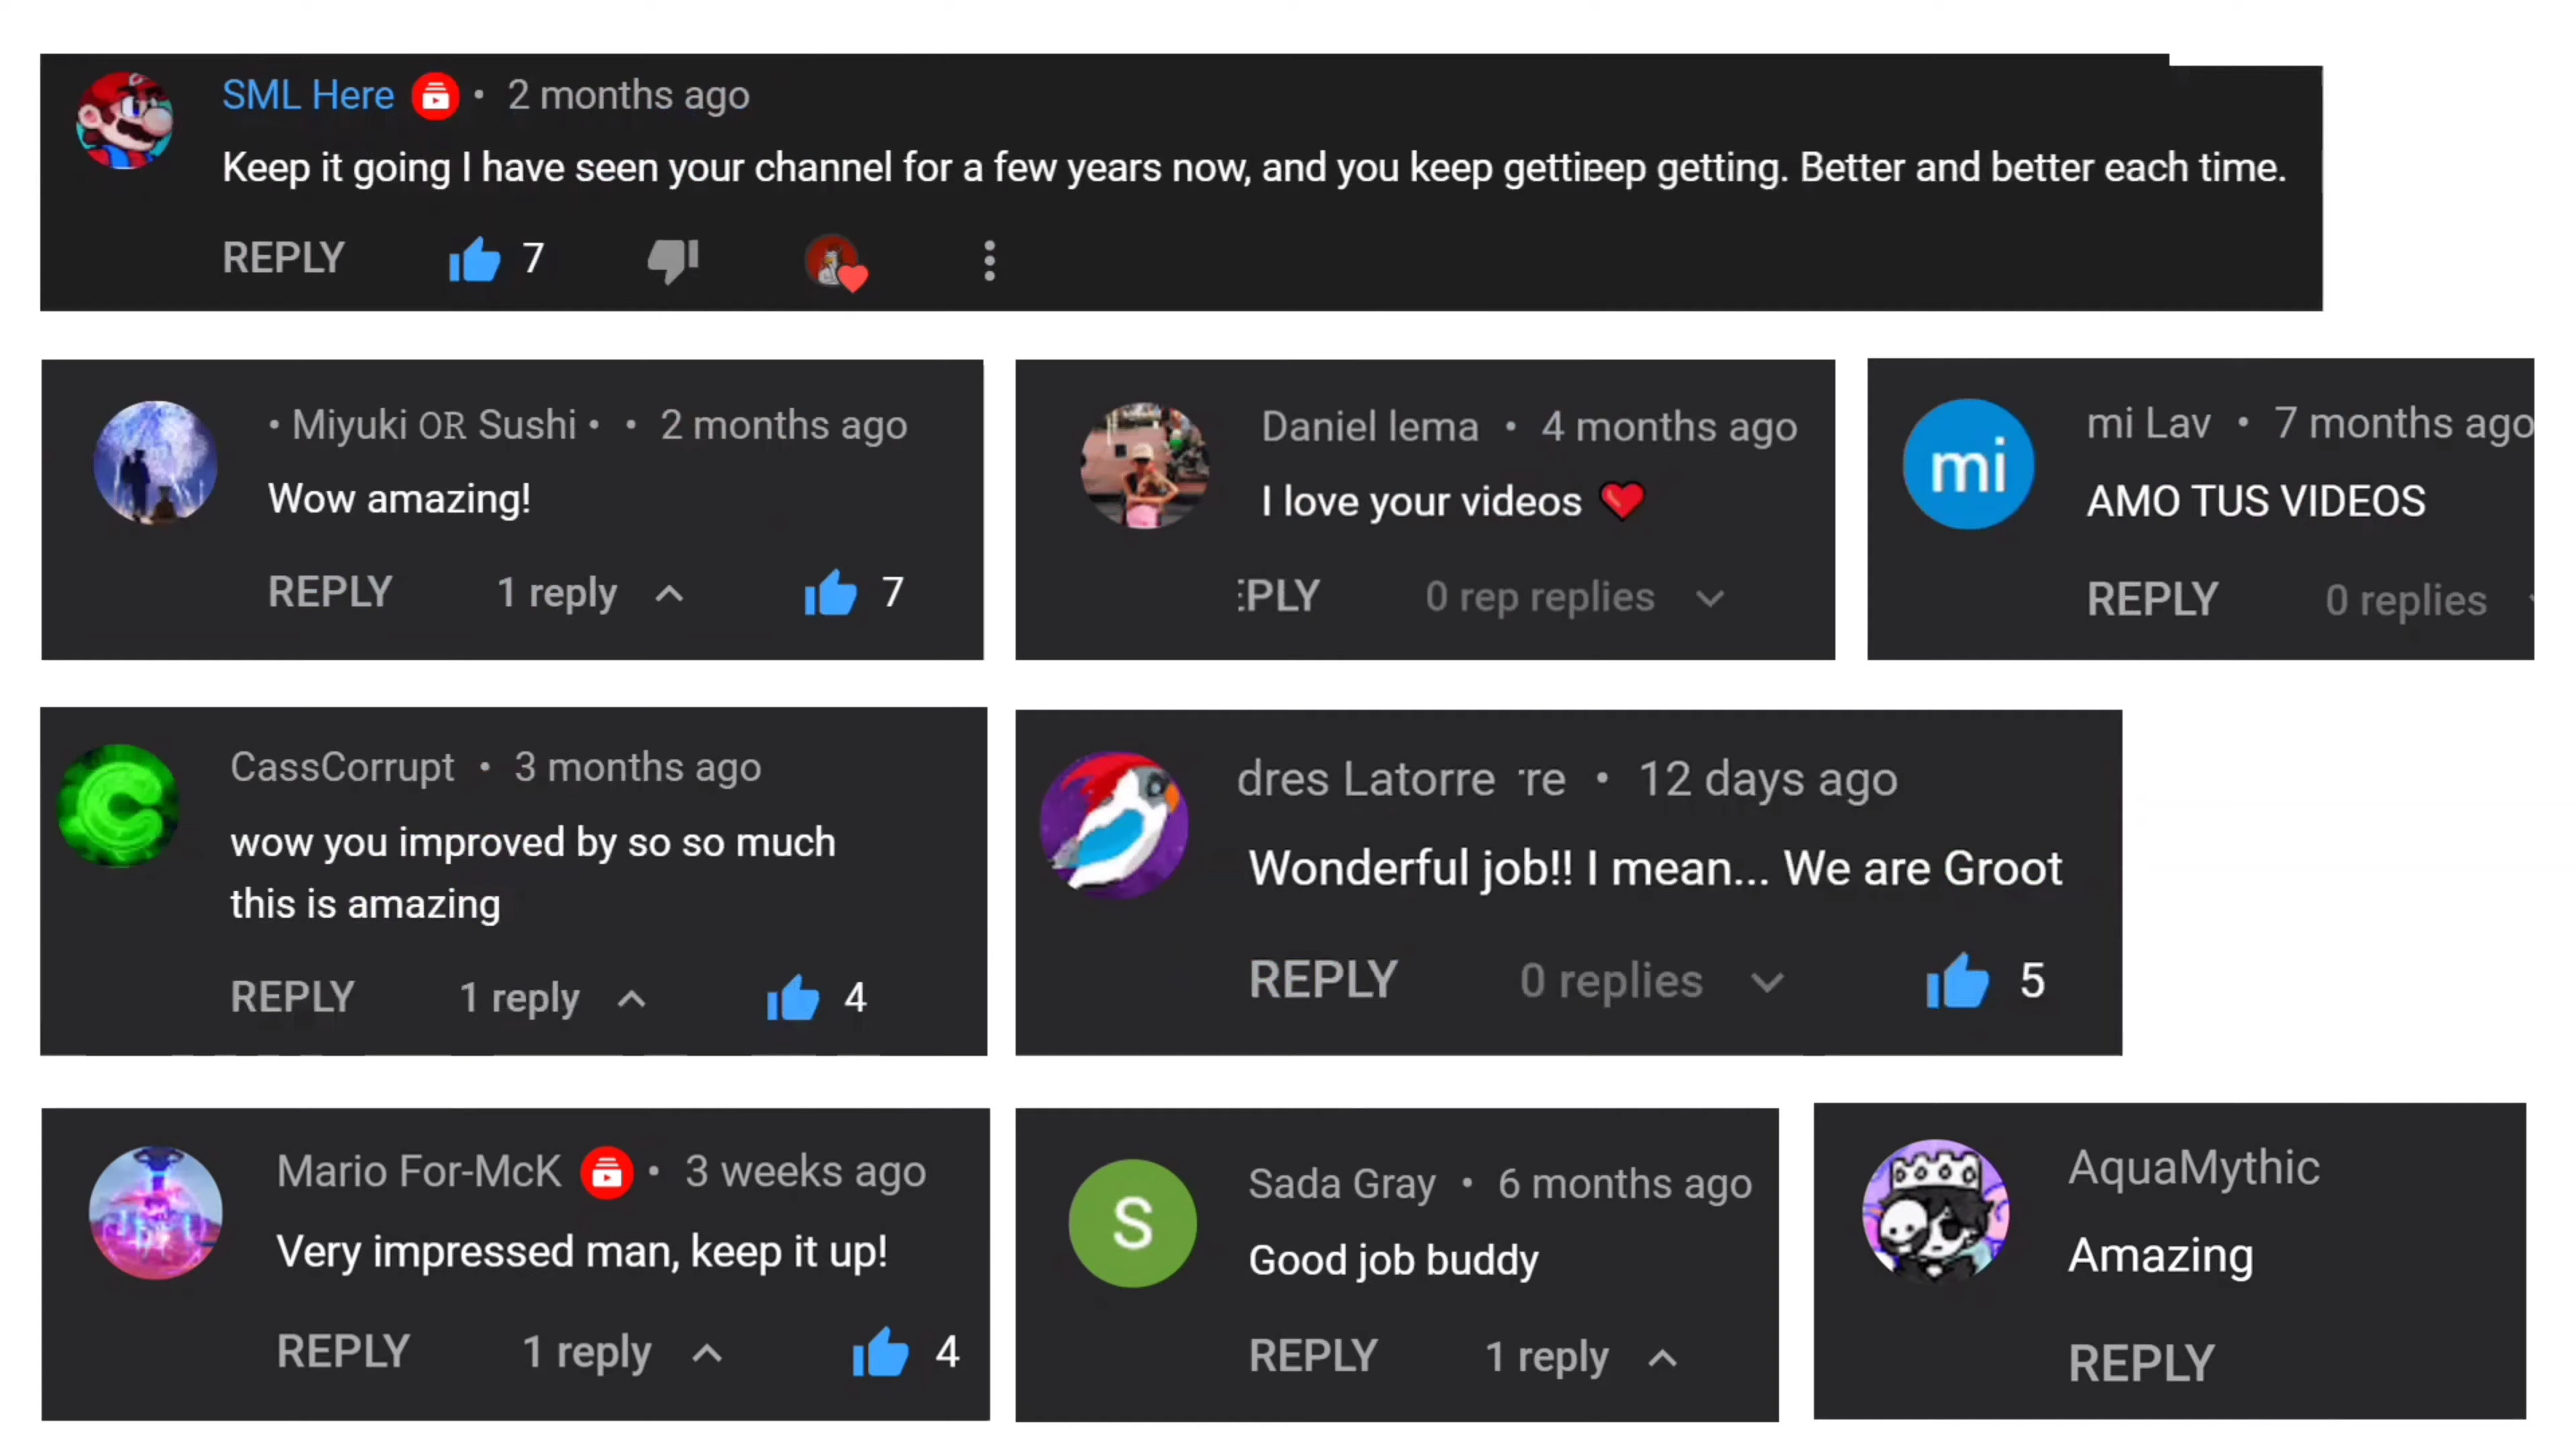 SML Here • 2 months ago
Keep it going I have seen your channel for a few years now, and you keep gettieep getting. Better and better each time.
REPLY 7
• Miyuki OR Sushi • • 2 months ago
Wow amazing!
REPLY 1 reply 7
Daniel lema • 4 months ago
I love your videos ❤
EPLY 0 rep replies
mi
mi Lav • 7 months ago
AMO TUS VIDEOS
REPLY 0 replies
C
CassCorrupt • 3 months ago
wow you improved by so so much
this is amazing
REPLY 1 reply 4
dres Latorre re • 12 days ago
Wonderful job!! I mean... We are Groot
REPLY 0 replies 5
Mario For-McK • 3 weeks ago
Very impressed man, keep it up!
REPLY 1 reply 4
S
Sada Gray • 6 months ago
Good job buddy
REPLY 1 reply
AquaMythic
Amazing
REPLY